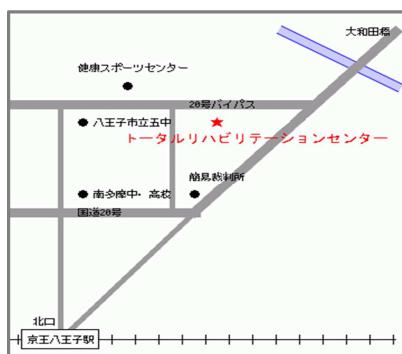 大和田橋
健康スポーツセンター
20号バイパス
八王子市立五中
トータルリハビリテーションセンター
簡易裁判所
南多摩中・高校
国道20号
北口
京王八王子駅